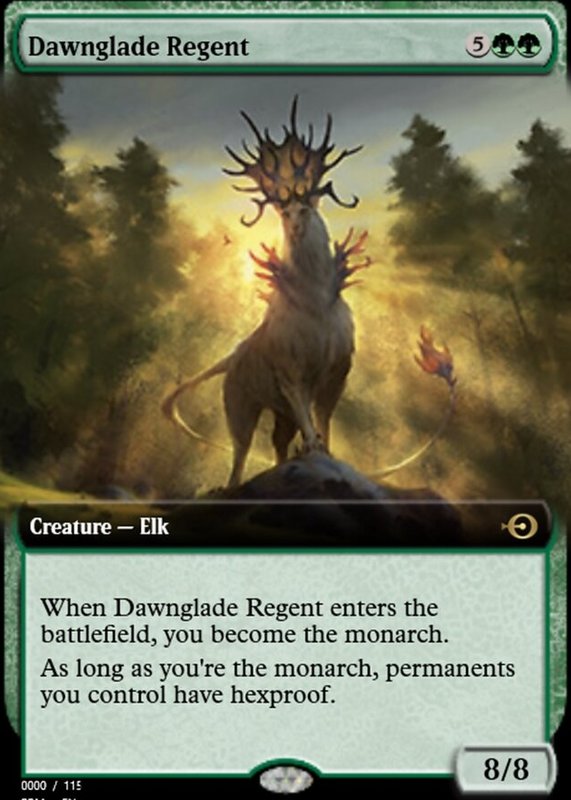 Dawnglade Regent 5
Creature — Elk
When Dawnglade Regent enters the
battlefield, you become the monarch.
As long as you're the monarch, permanents
you control have hexproof.
8/8
0000 / 115